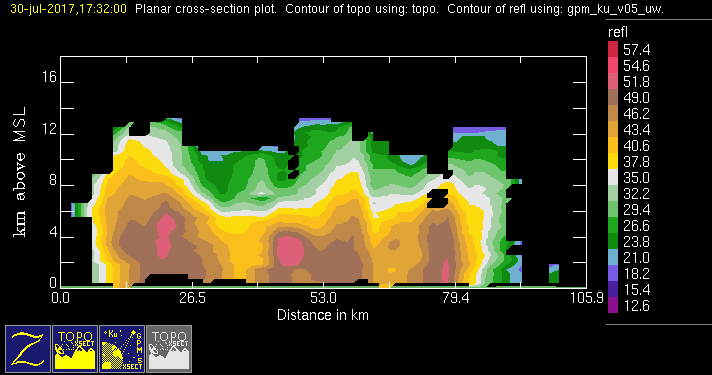 30-jul-2017,17:32:00 Planar cross-section plot. Contour of topo using: topo. Contour of refl using: gpm_ku_v05_uw.
refl
57.4
54.6
51.8
49.0
46.2
43.4
40.6
37.8
35.0
32.2
29.4
26.6
23.8
21.0
18.2
15.4
12.6
km above MSL
16
12
8
4
0
0.0 26.5 53.0 79.4 105.9
Distance in km
Z
TOPO XSECT
"Ku" GPM'S XSECT
TOPO XSECT